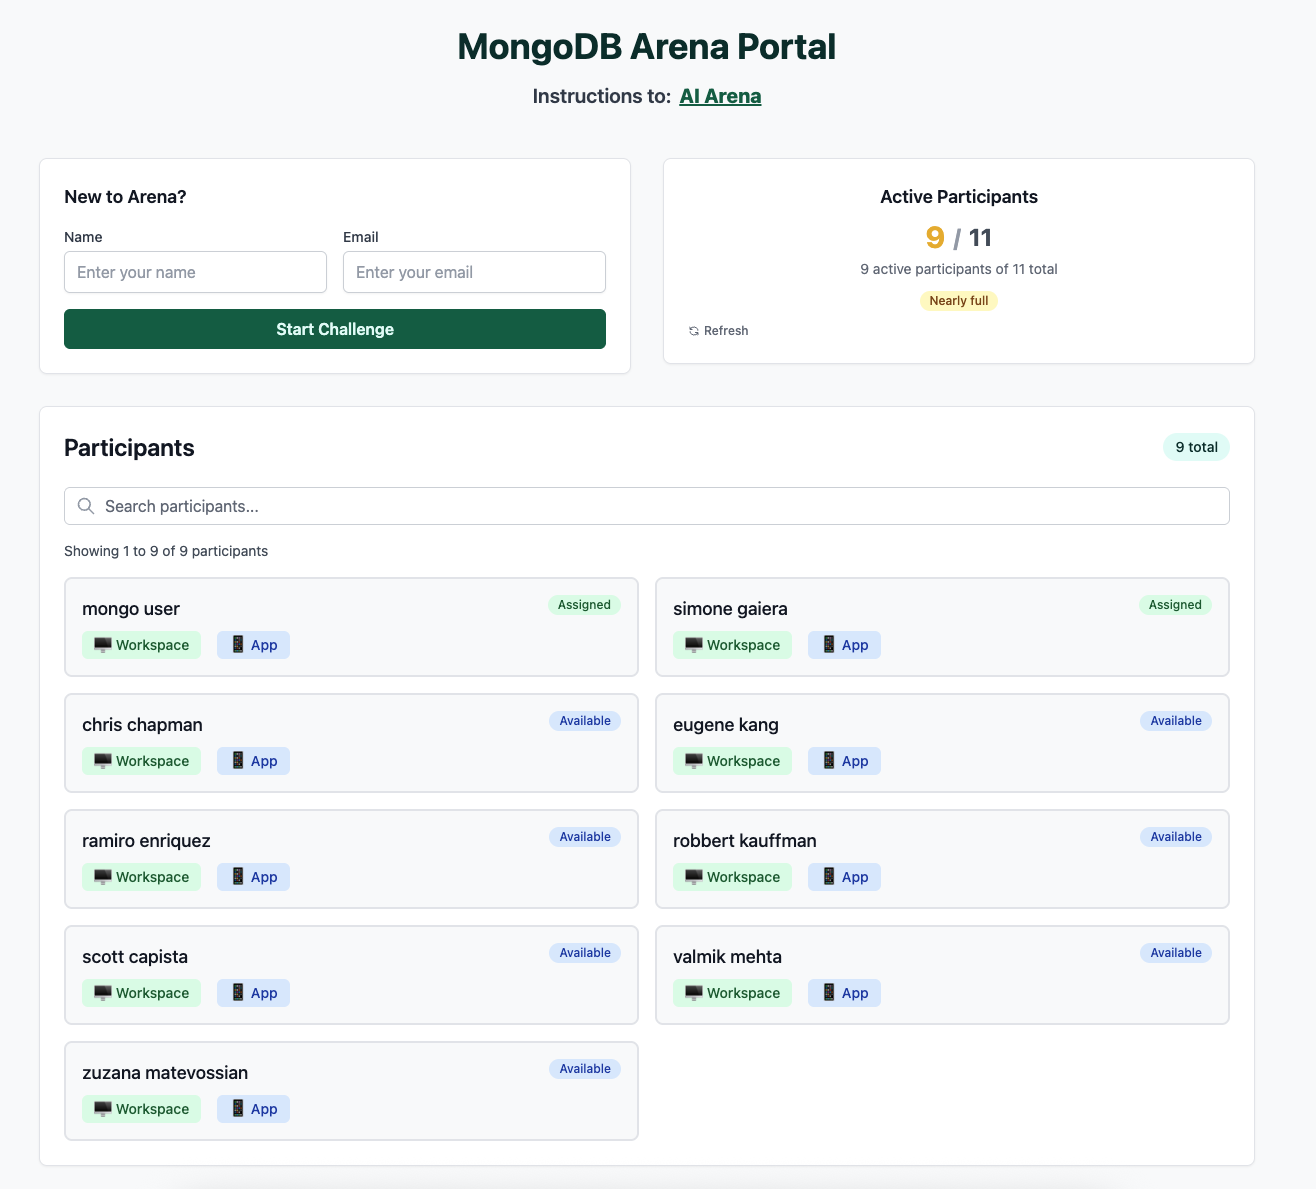 MongoDB Arena Portal
Instructions to: AI Arena
New to Arena?
Name
Email
Enter your name
Enter your email
Start Challenge
Active Participants
9 / 11
9 active participants of 11 total
Nearly full
Refresh
Participants
9 total
Search participants...
Showing 1 to 9 of 9 participants
mongo user
Assigned
Workspace
App
simone gaiera
Assigned
Workspace
App
chris chapman
Available
Workspace
App
eugene kang
Available
Workspace
App
ramiro enriquez
Available
Workspace
App
robbert kauffman
Available
Workspace
App
scott capista
Available
Workspace
App
valmik mehta
Available
Workspace
App
zuzana matevossian
Available
Workspace
App